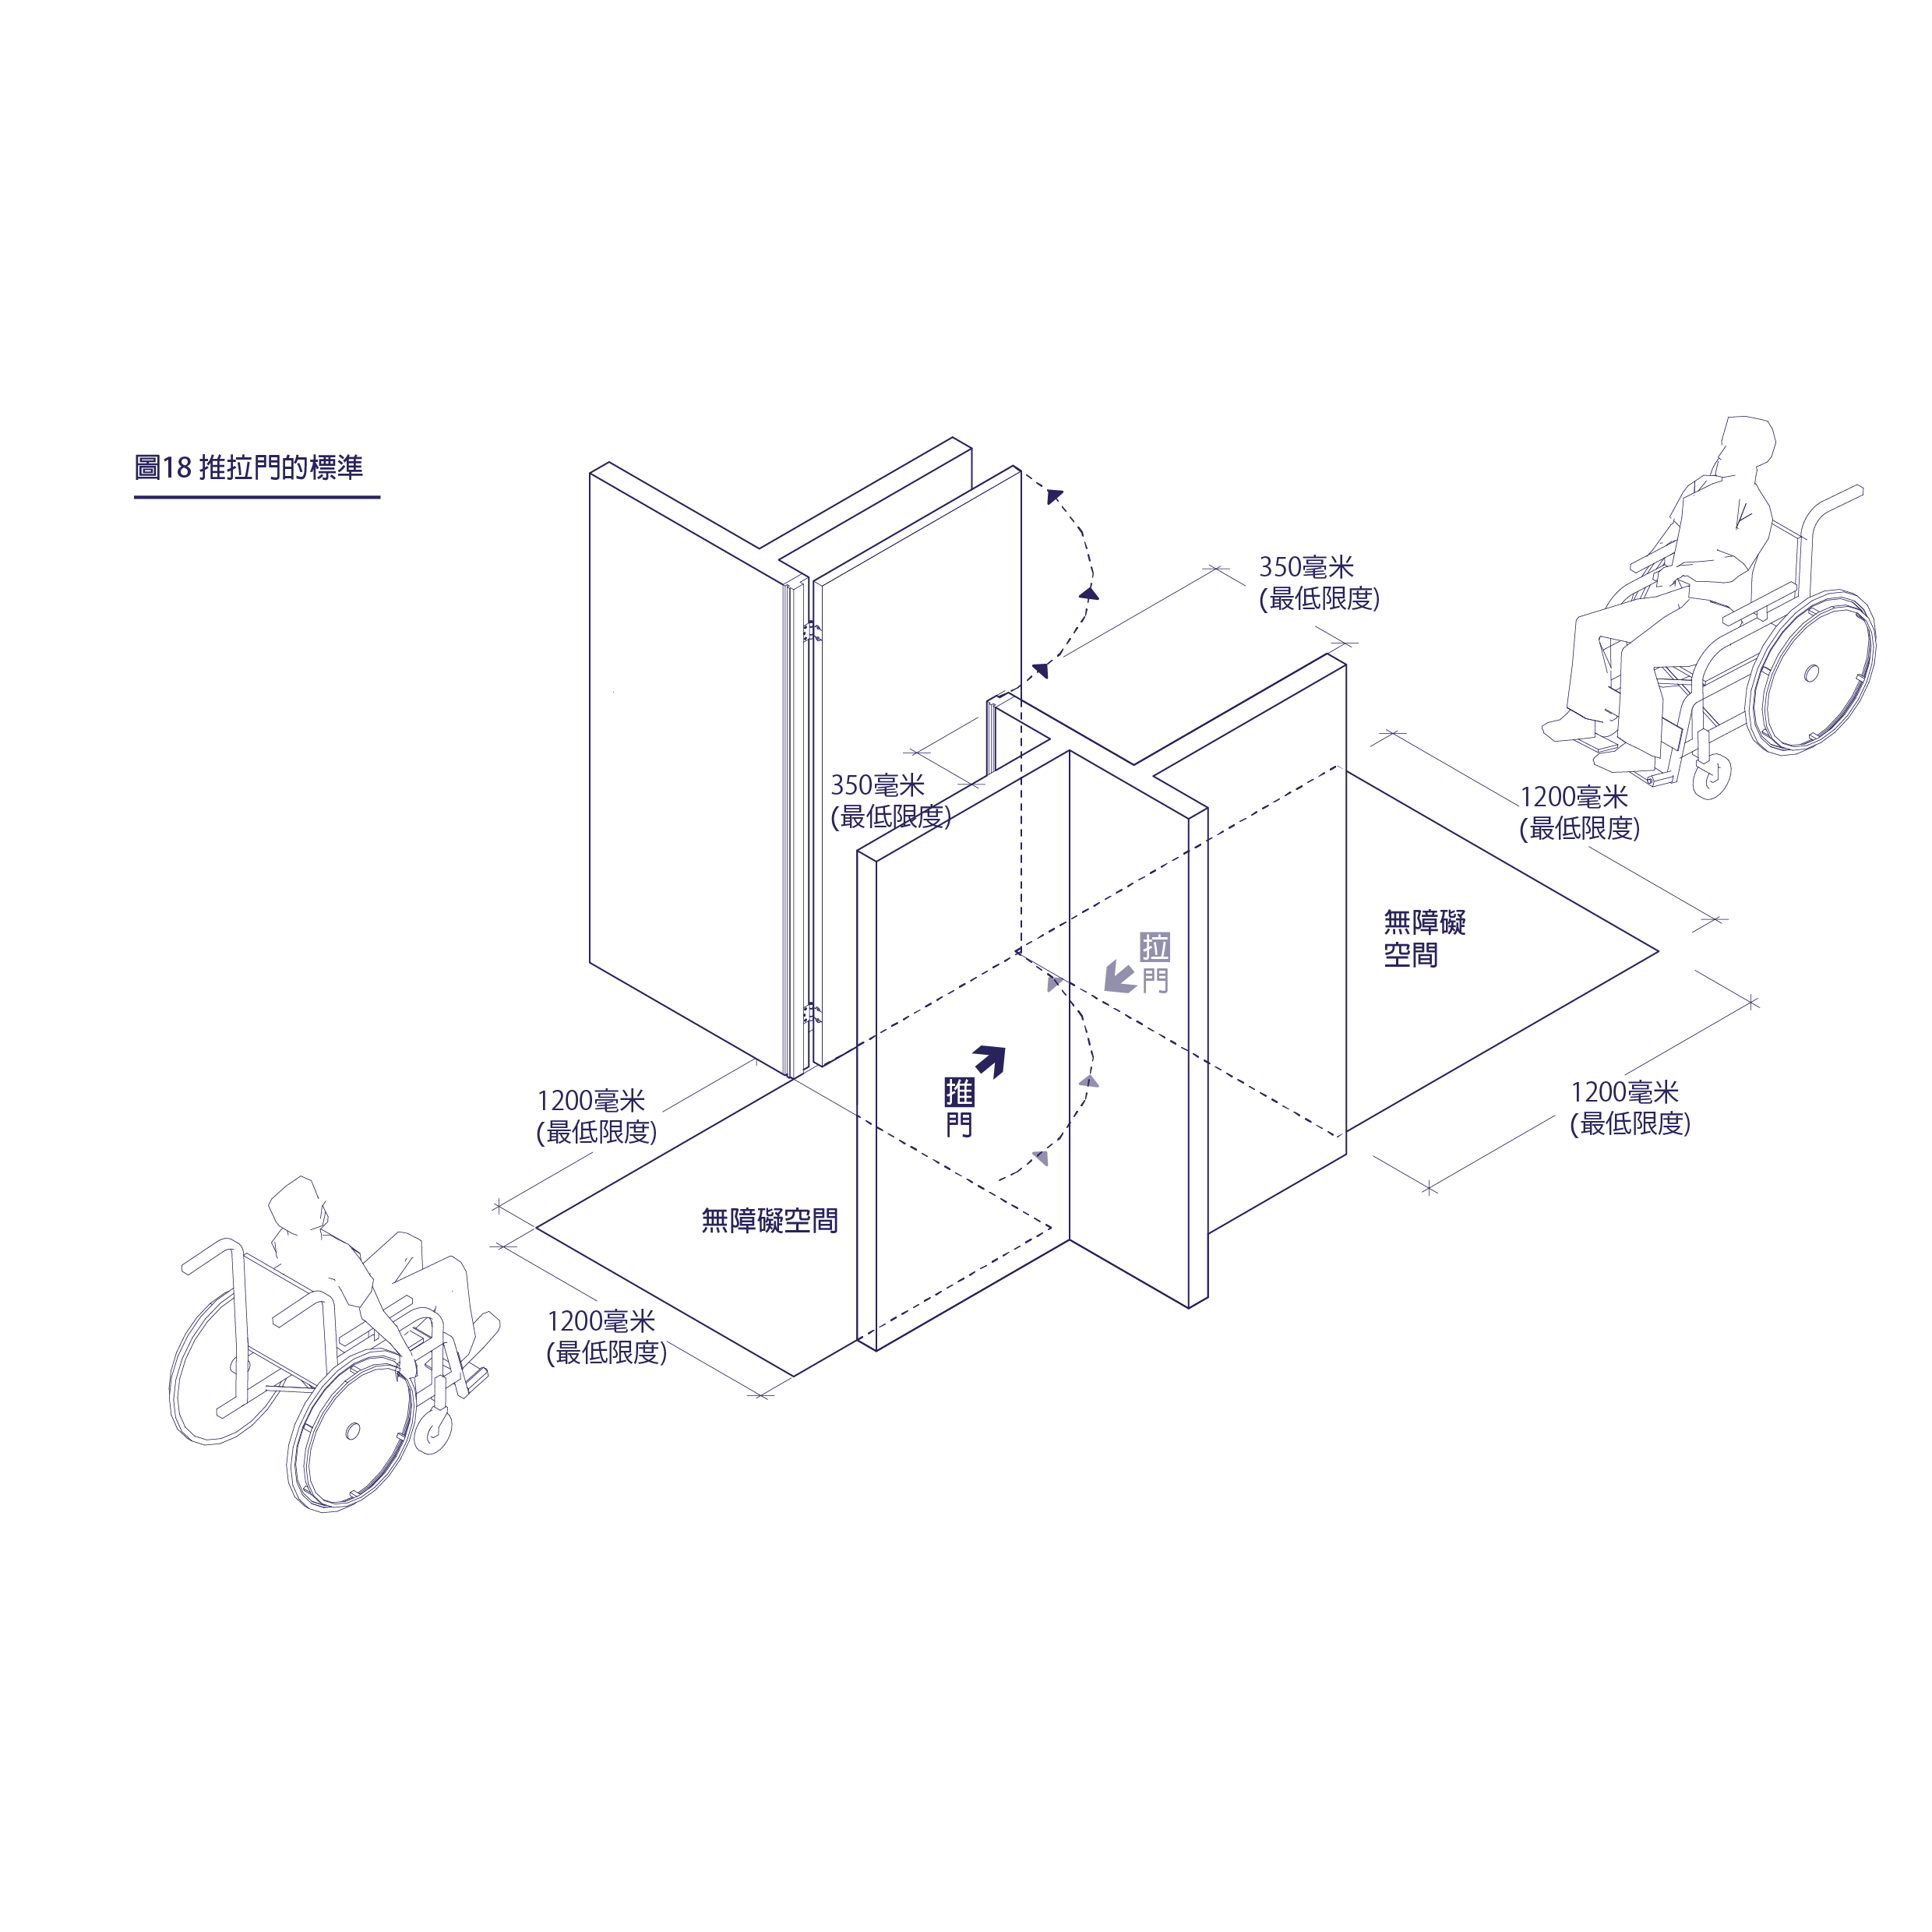 圖18 推拉門的標準
350毫米
(最低限度)
350毫米
(最低限度)
1200毫米
(最低限度)
無障礙
空間
拉
門
推
門
1200毫米
(最低限度)
1200毫米
(最低限度)
無障礙空間
1200毫米
(最低限度)